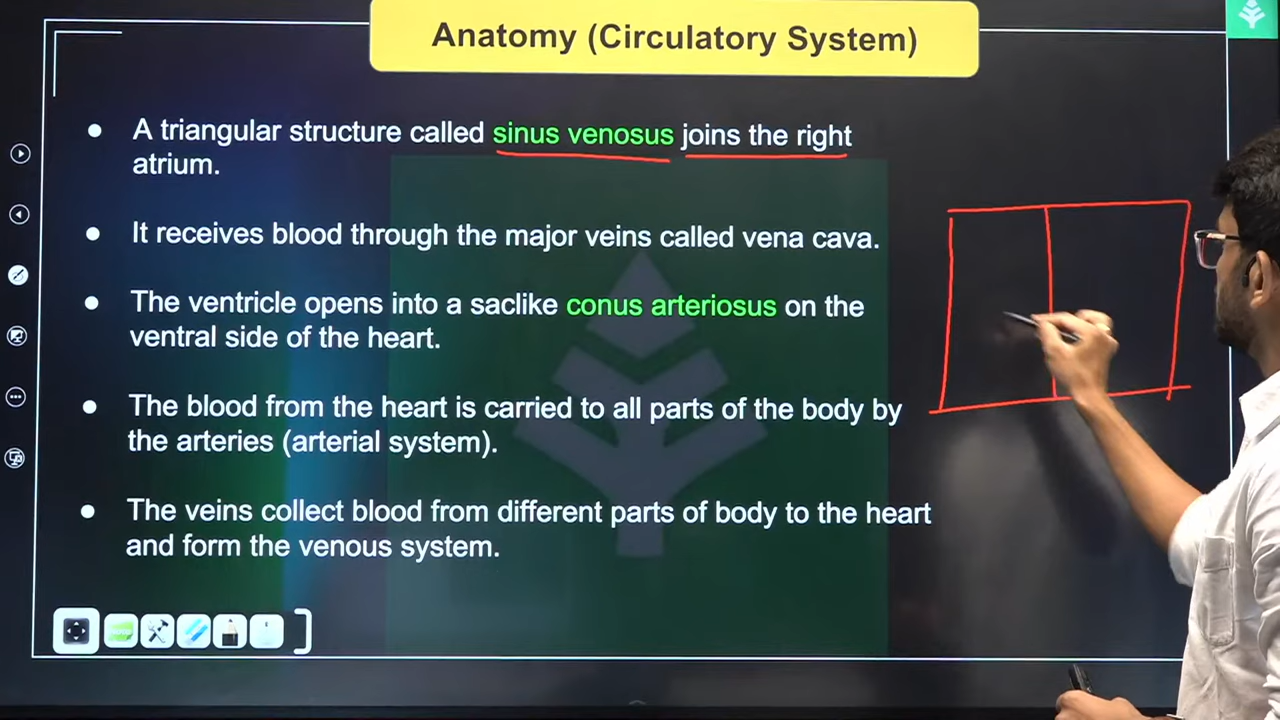 Anatomy (Circulatory System)
● A triangular structure called sinus venosus joins the right
atrium.
● It receives blood through the major veins called vena cava.
● The ventricle opens into a saclike conus arteriosus on the
ventral side of the heart.
● The blood from the heart is carried to all parts of the body by
the arteries (arterial system).
● The veins collect blood from different parts of body to the heart
and form the venous system.